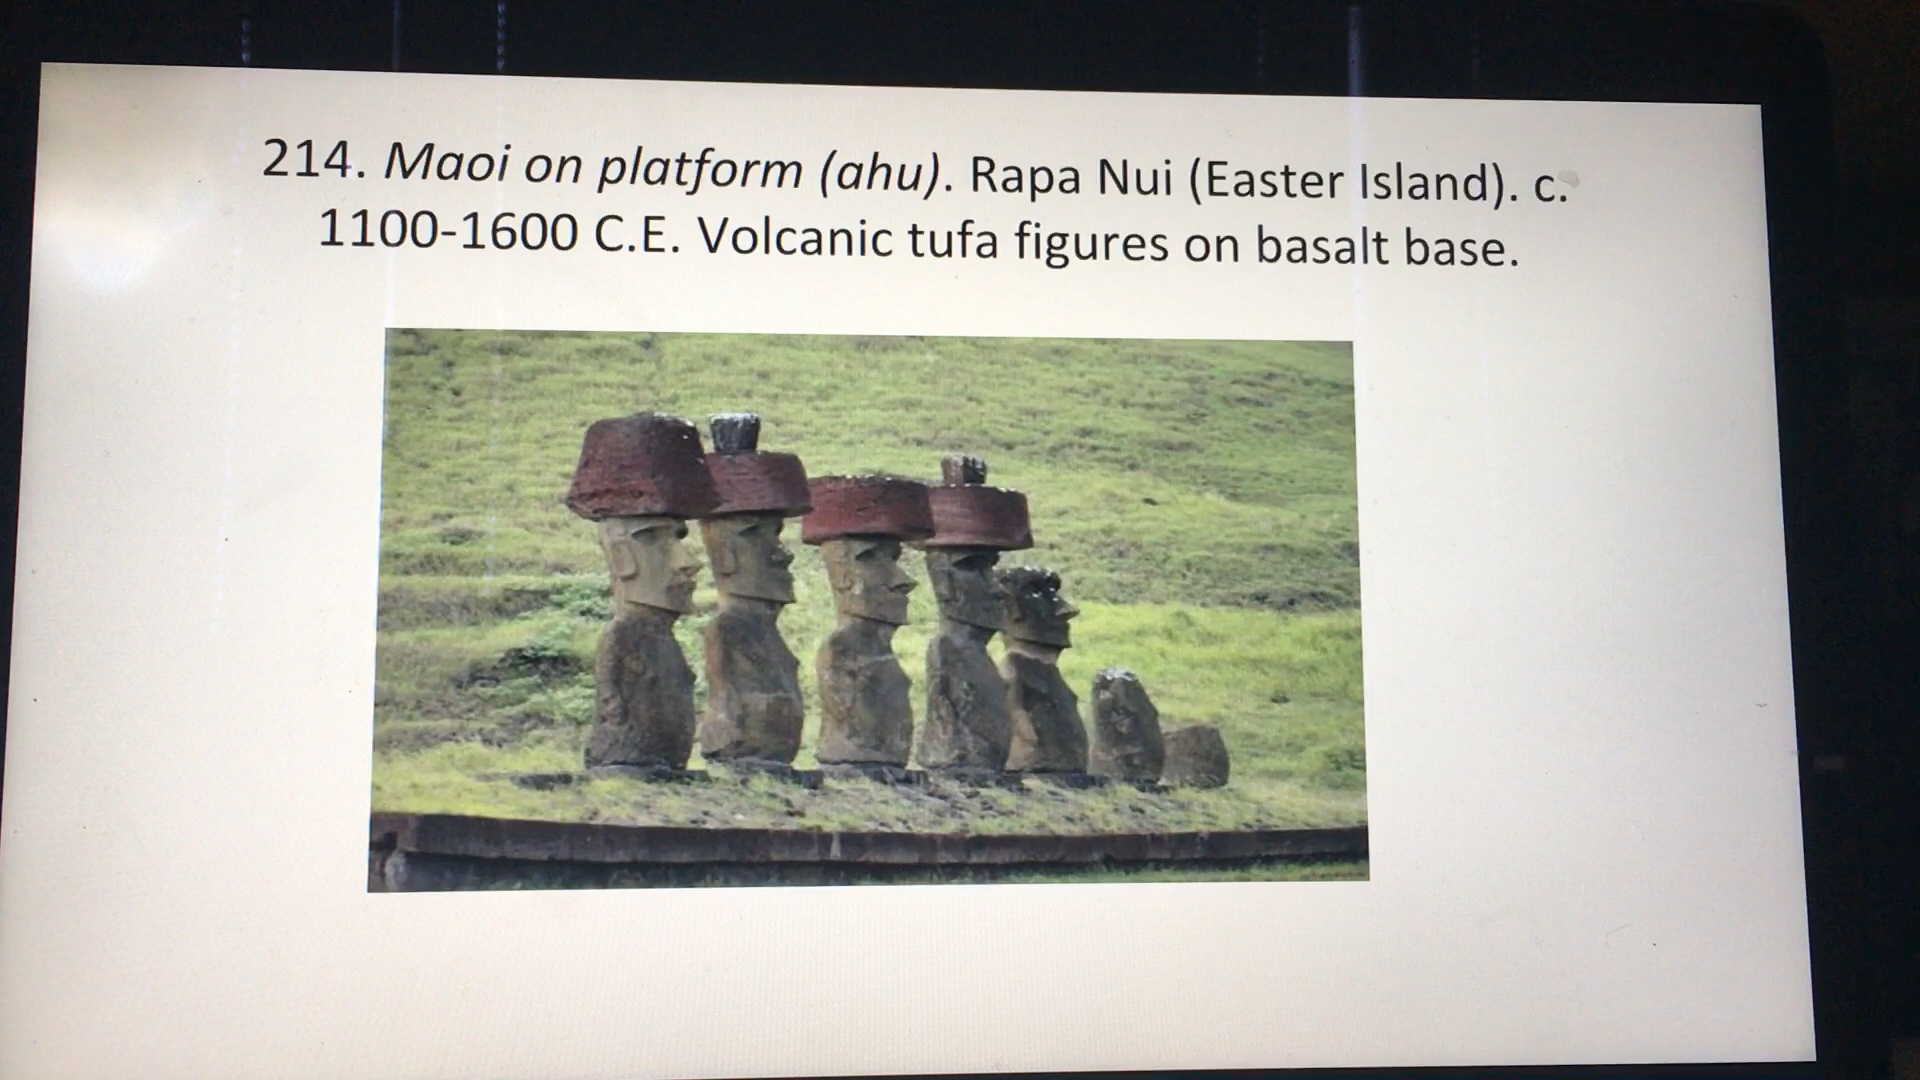 214. Maoi on platform (ahu). Rapa Nui (Easter Island). c.
1100-1600 C.E. Volcanic tufa figures on basalt base.